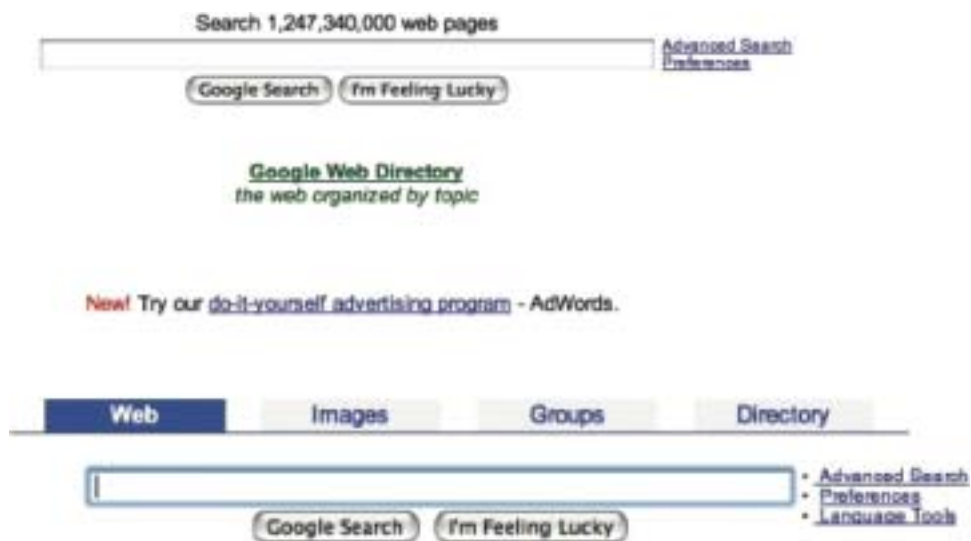 Search 1,247,340,000 web pages
Advanced Search
Preferences
Google Search I'm Feeling Lucky
Google Web Directory
the web organized by topic
New! Try our do-it-yourself advertising program - AdWords.
Web Images Groups Directory
• Advanced Search
• Preferences
• Language Tools
Google Search I'm Feeling Lucky